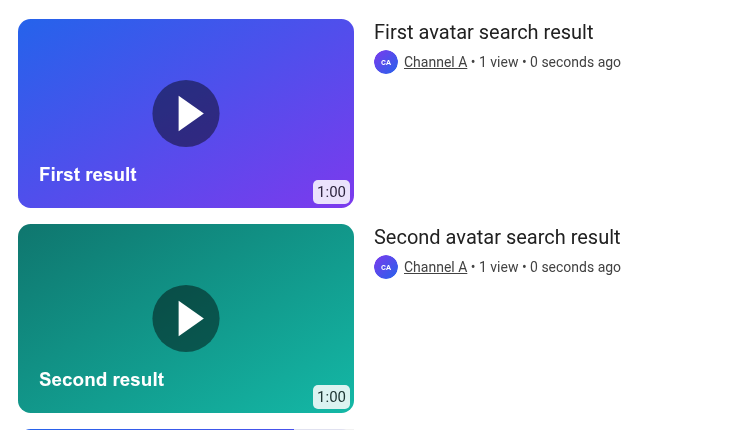 First result
1:00
First avatar search result
CA Channel A • 1 view • 0 seconds ago
Second result
1:00
Second avatar search result
CA Channel A • 1 view • 0 seconds ago